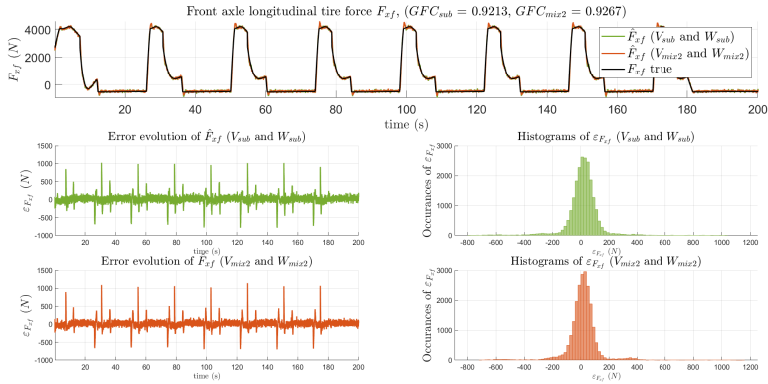 Front axle longitudinal tire force F_xf, (GFC_sub = 0.9213, GFC_mix2 = 0.9267)
F_xf (N)
4000
2000
0
F̂_xf (V_sub and W_sub)
F̂_xf (V_mix2 and W_mix2)
F_xf true
20 40 60 80 100 120 140 160 180 200
time (s)
Error evolution of F̂_xf (V_sub and W_sub)
ε_F_xf (N)
1500
1000
500
0
-500
-1000
0 20 40 60 80 100 120 140 160 180 200
time (s)
Histograms of ε_F_xf (V_sub and W_sub)
Occurances of ε_F_xf
3000
2000
1000
0
-800 -600 -400 -200 0 200 400 600 800 1000 1200
ε_F_xf (N)
Error evolution of F̂_xf (V_mix2 and W_mix2)
ε_F_xf (N)
1500
1000
500
0
-500
-1000
0 20 40 60 80 100 120 140 160 180 200
time (s)
Histograms of ε_F_xf (V_mix2 and W_mix2)
Occurances of ε_F_xf
3000
2000
1000
0
-800 -600 -400 -200 0 200 400 600 800 1000 1200
ε_F_xf (N)